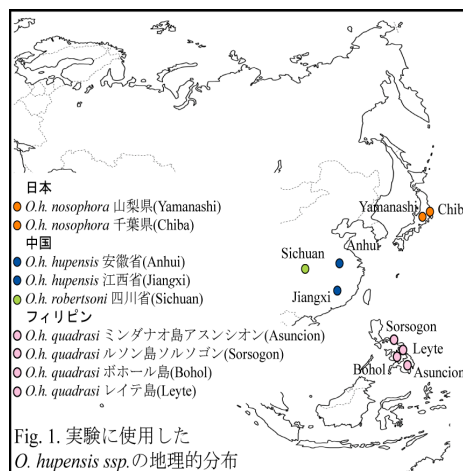 日本
O.h. nosophora 山梨県(Yamanashi)
O.h. nosophora 千葉県(Chiba)
中国
O.h. hupensis 安徽省(Anhui)
O.h. hupensis 江西省(Jiangxi)
O.h. robertsoni 四川省(Sichuan)
フィリピン
O.h. quadrasi ミンダナオ島アスンシオン(Asuncion)
O.h. quadrasi ルソン島ソルソゴン(Sorsogon)
O.h. quadrasi ボホール島(Bohol)
O.h. quadrasi レイテ島(Leyte)
Yamanashi
Chib
Anhui
Sichuan
Jiangxi
Sorsogon
Leyte
Bohol
Asuncion
Fig. 1. 実験に使用した
O. hupensis ssp.の地理的分布